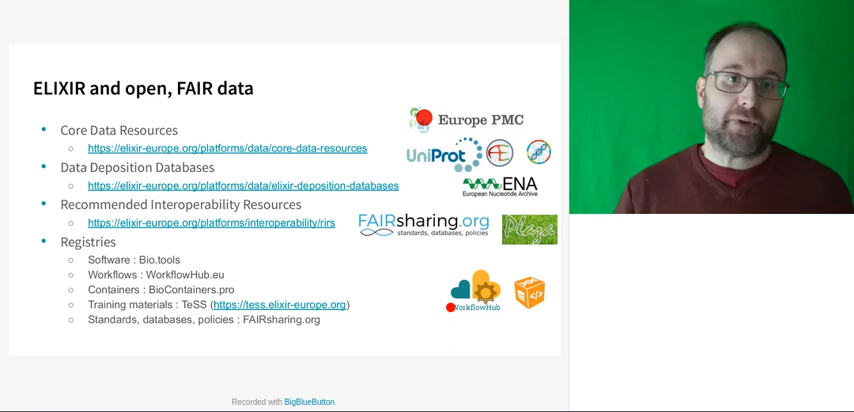 ELIXIR and open, FAIR data
Core Data Resources
https://elixir-europe.org/platforms/data/core-data-resources
Data Deposition Databases
https://elixir-europe.org/platforms/data/elixir-deposition-databases
Recommended Interoperability Resources
https://elixir-europe.org/platforms/interoperability/rirs
Registries
Software : Bio.tools
Workflows : WorkflowHub.eu
Containers : BioContainers.pro
Training materials : TeSS (https://tess.elixir-europe.org)
Standards, databases, policies : FAIRsharing.org
Europe PMC
UniProt
ENA
European Nucleotide Archive
FAIRsharing.org
standards, databases, policies
Plaza
WorkflowHub
Recorded with BigBlueButton.